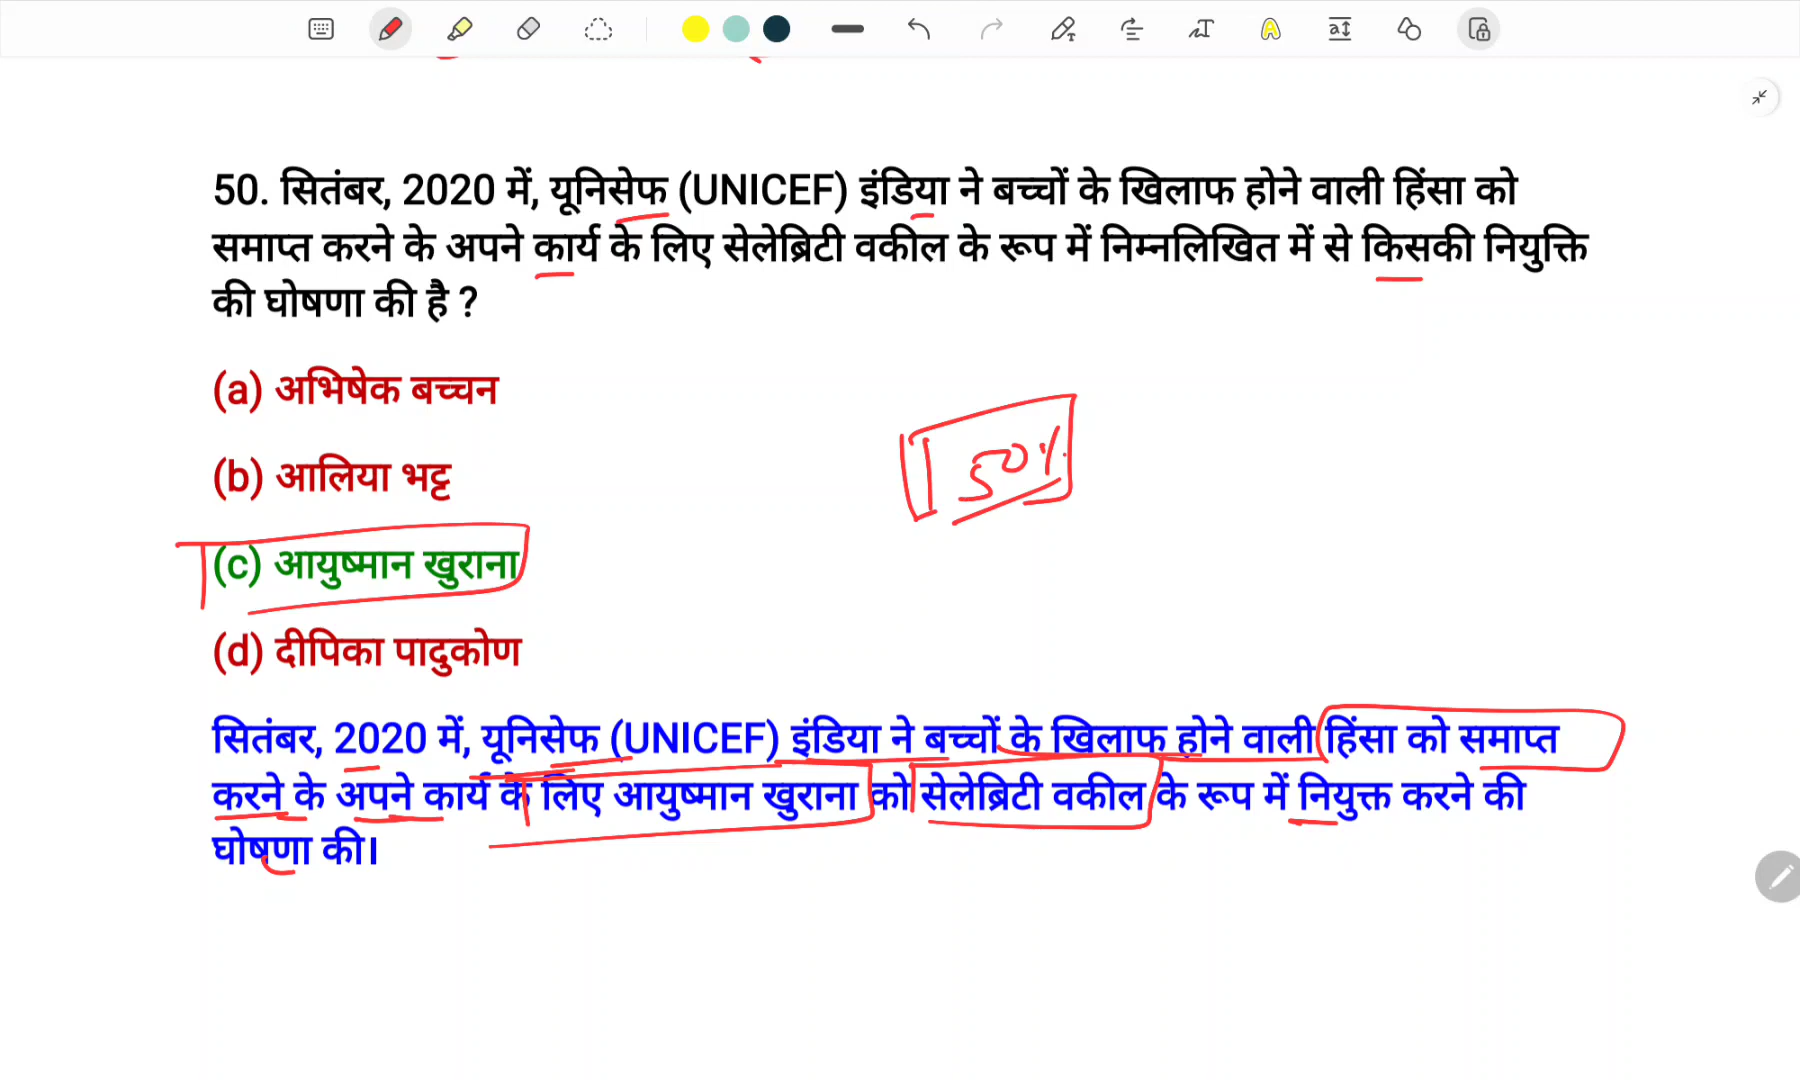 50. सितंबर, 2020 में, यूनिसेफ (UNICEF) इंडिया ने बच्चों के खिलाफ होने वाली हिंसा को
समाप्त करने के अपने कार्य के लिए सेलेब्रिटी वकील के रूप में निम्नलिखित में से किसकी नियुक्ति
की घोषणा की है ?
(a) अभिषेक बच्चन
50%
(b) आलिया भट्ट
(c) आयुष्मान खुराना
(d) दीपिका पादुकोण
सितंबर, 2020 में, यूनिसेफ (UNICEF) इंडिया ने बच्चों के खिलाफ होने वाली हिंसा को समाप्त
करने के अपने कार्य के लिए आयुष्मान खुराना को सेलेब्रिटी वकील के रूप में नियुक्त करने की
घोषणा की।